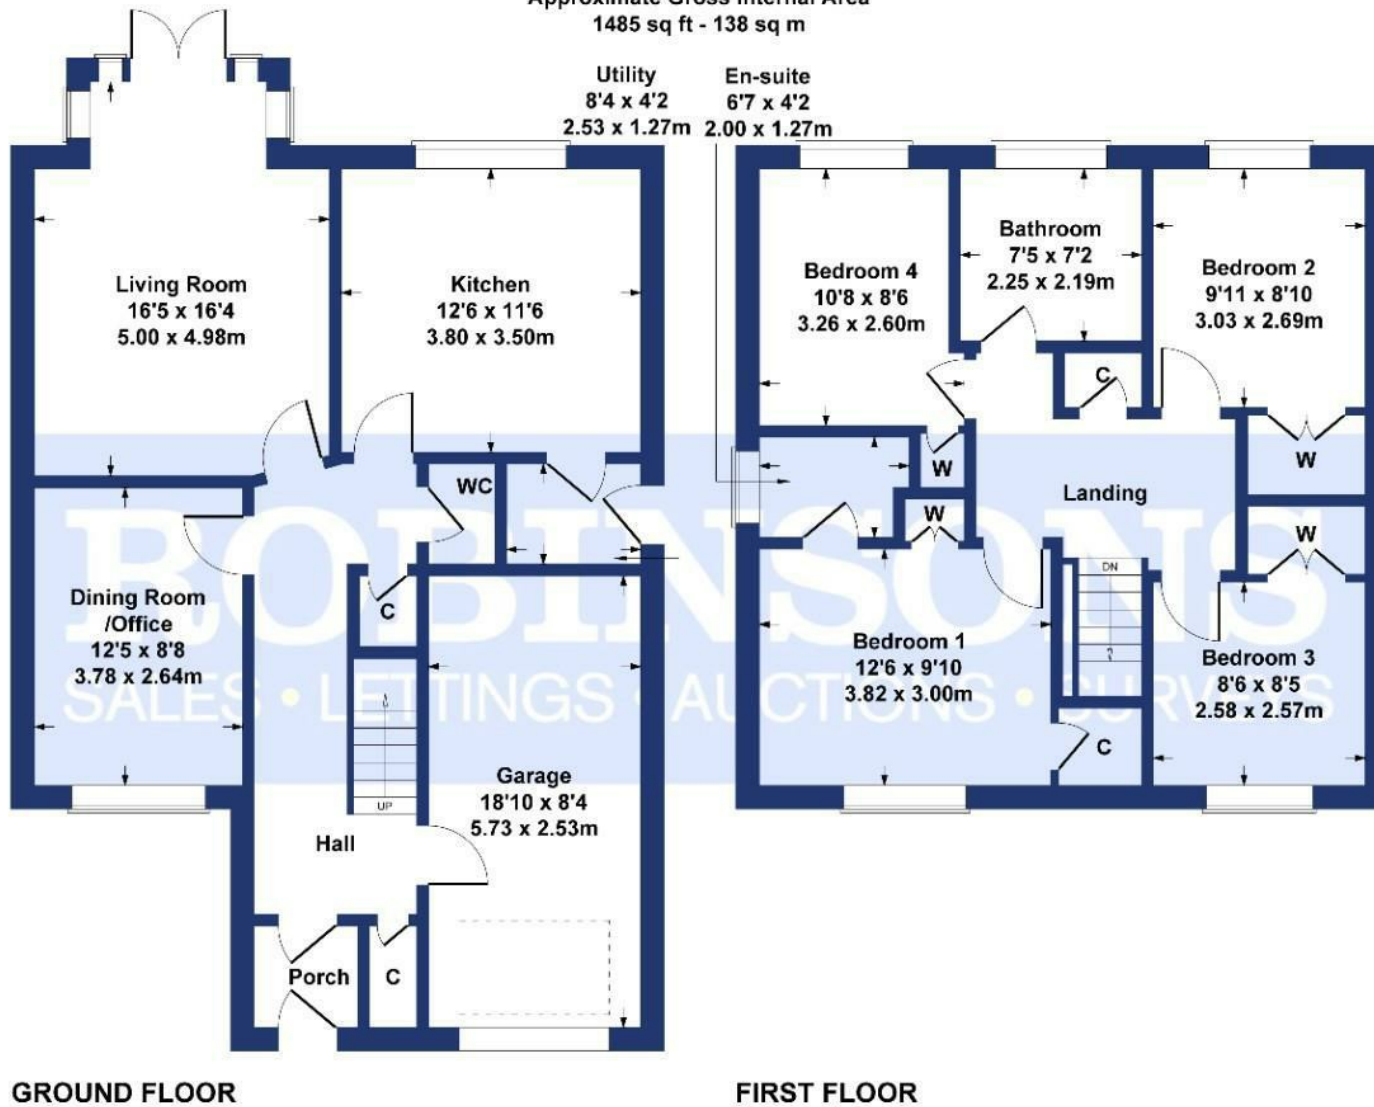 Approximate Gross Internal Area
1485 sq ft - 138 sq m
Utility
8'4 x 4'2
2.53 x 1.27m
En-suite
6'7 x 4'2
2.00 x 1.27m
Living Room
16'5 x 16'4
5.00 x 4.98m
Kitchen
12'6 x 11'6
3.80 x 3.50m
WC
Dining Room
/Office
12'5 x 8'8
3.78 x 2.64m
C
UP
Garage
18'10 x 8'4
5.73 x 2.53m
Hall
Porch
C
Bedroom 4
10'8 x 8'6
3.26 x 2.60m
Bathroom
7'5 x 7'2
2.25 x 2.19m
Bedroom 2
9'11 x 8'10
3.03 x 2.69m
C
W
W
Landing
W
W
DN
Bedroom 1
12'6 x 9'10
3.82 x 3.00m
Bedroom 3
8'6 x 8'5
2.58 x 2.57m
C
ROBINSONS
SALES • LETTINGS • AUCTIONS • SURVEYS
GROUND FLOOR
FIRST FLOOR